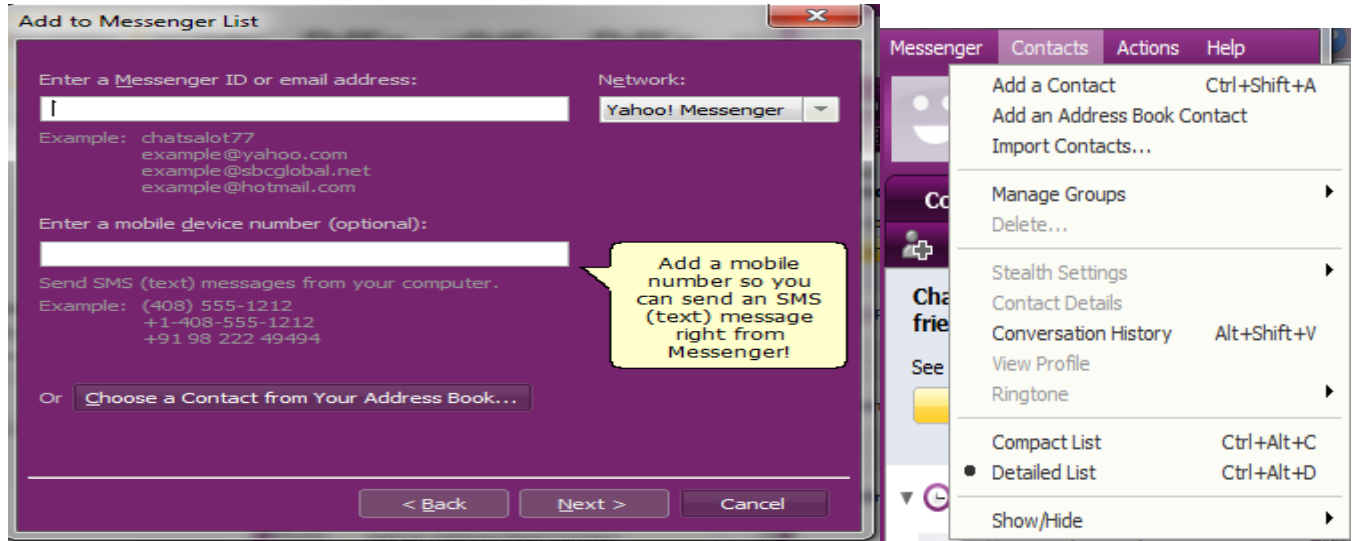 Add to Messenger List
Enter a Messenger ID or email address:
Network:
Yahoo! Messenger
Example: chatsalot77
example@yahoo.com
example@sbcglobal.net
example@hotmail.com
Enter a mobile device number (optional):
Send SMS (text) messages from your computer.
Example: (408) 555-1212
+1-408-555-1212
+91 98 222 49494
Add a mobile
number so you
can send an SMS
(text) message
right from
Messenger!
Or Choose a Contact from Your Address Book...
< Back Next > Cancel
Messenger Contacts Actions Help
Add a Contact Ctrl+Shift+A
Add an Address Book Contact
Import Contacts...
Manage Groups
Delete...
Stealth Settings
Contact Details
Conversation History Alt+Shift+V
View Profile
Ringtone
Compact List Ctrl+Alt+C
Detailed List Ctrl+Alt+D
Show/Hide
Co
Cha
frie
See